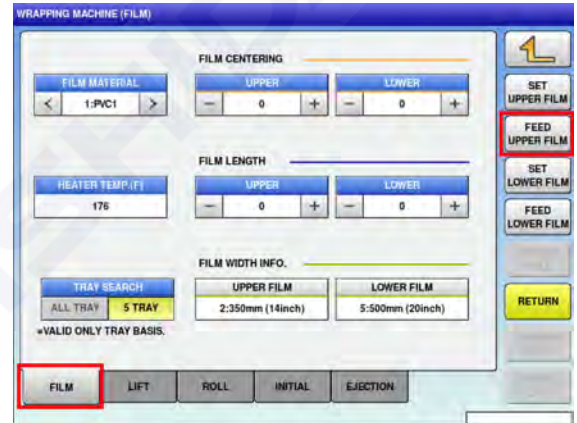 WRAPPING MACHINE (FILM)
FILM CENTERING
FILM MATERIAL
UPPER
LOWER
< 1:PVC1 >
- 0 +
- 0 +
FILM LENGTH
HEATER TEMP.(F)
UPPER
LOWER
176
- 0 +
- 0 +
FILM WIDTH INFO.
TRAY SEARCH
UPPER FILM
LOWER FILM
ALL TRAY
5 TRAY
2:350mm (14inch)
5:500mm (20inch)
*VALID ONLY TRAY BASIS.
FILM
LIFT
ROLL
INITIAL
EJECTION
SET
UPPER FILM
FEED
UPPER FILM
SET
LOWER FILM
FEED
LOWER FILM
RETURN